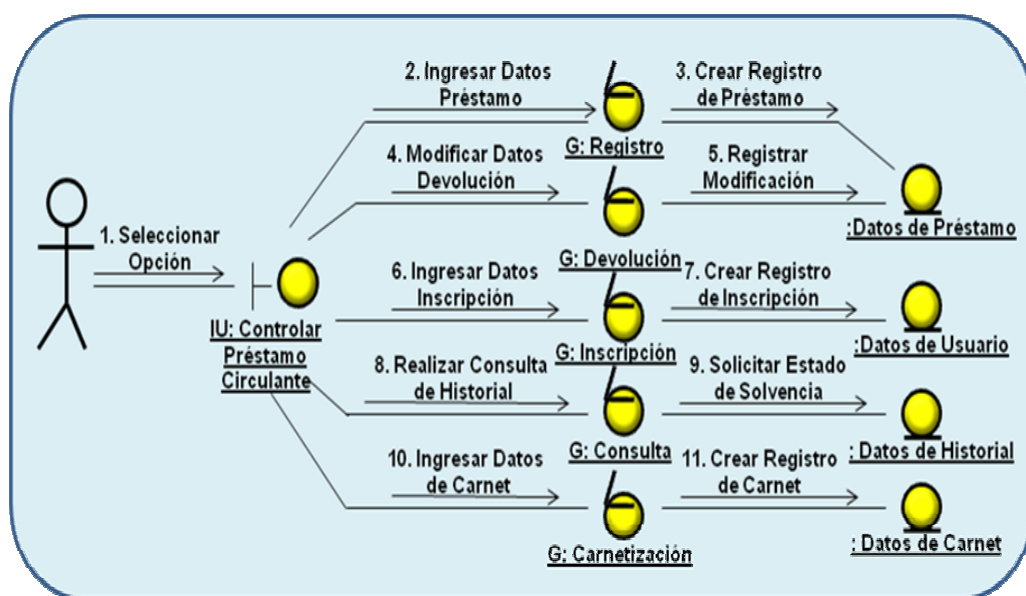 2. Ingresar Datos
Préstamo
3. Crear Registro
de Préstamo
G: Registro
4. Modificar Datos
Devolución
5. Registrar
Modificación
:Datos de Préstamo
1. Seleccionar
Opción
G: Devolución
6. Ingresar Datos
Inscripción
7. Crear Registro
de Inscripción
IU: Controlar
Préstamo
Circulante
G: Inscripción
:Datos de Usuario
8. Realizar Consulta
de Historial
9. Solicitar Estado
de Solvencia
G: Consulta
: Datos de Historial
10. Ingresar Datos
de Carnet
11. Crear Registro
de Carnet
G: Carnetización
: Datos de Carnet